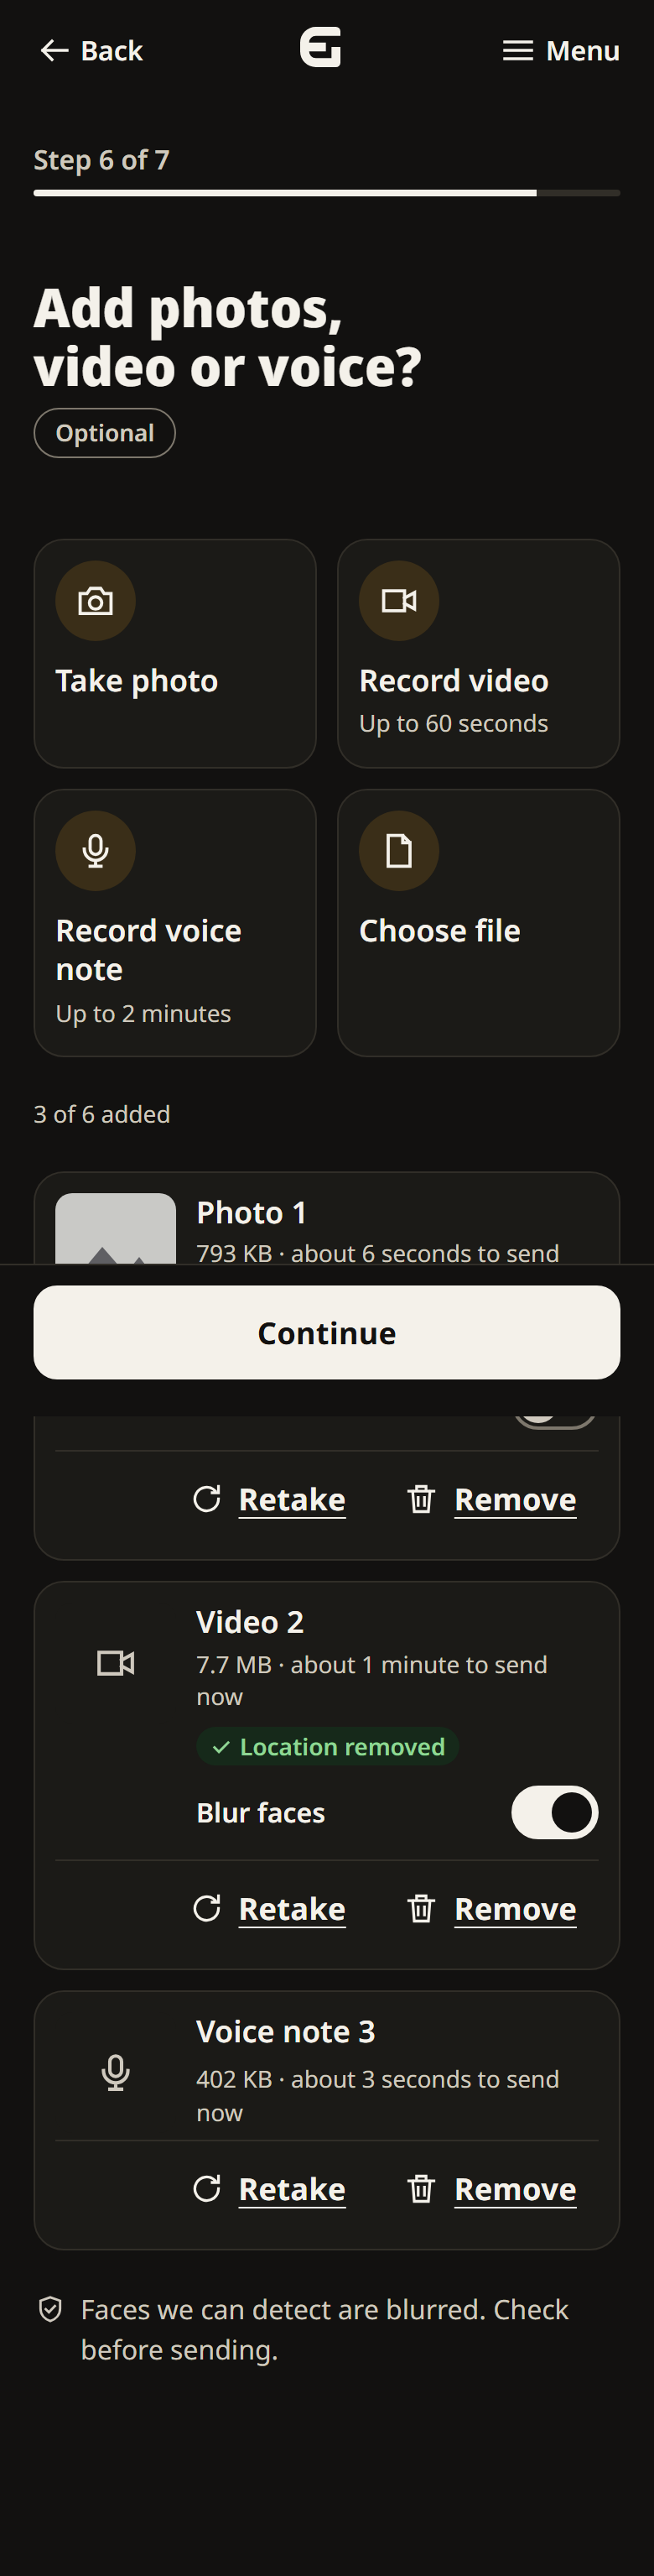 Back
Menu
Step 6 of 7
Add photos,
video or voice?
Optional
Take photo
Record video
Up to 60 seconds
Record voice
note
Up to 2 minutes
Choose file
3 of 6 added
Photo 1
793 KB · about 6 seconds to send
Continue
Retake
Remove
Video 2
7.7 MB · about 1 minute to send
now
Location removed
Blur faces
Retake
Remove
Voice note 3
402 KB · about 3 seconds to send
now
Retake
Remove
Faces we can detect are blurred. Check
before sending.